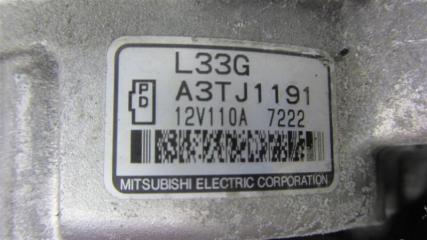 L33G
P
D
A3TJ1191
12V110A 7222
MITSUBISHI ELECTRIC CORPORATION